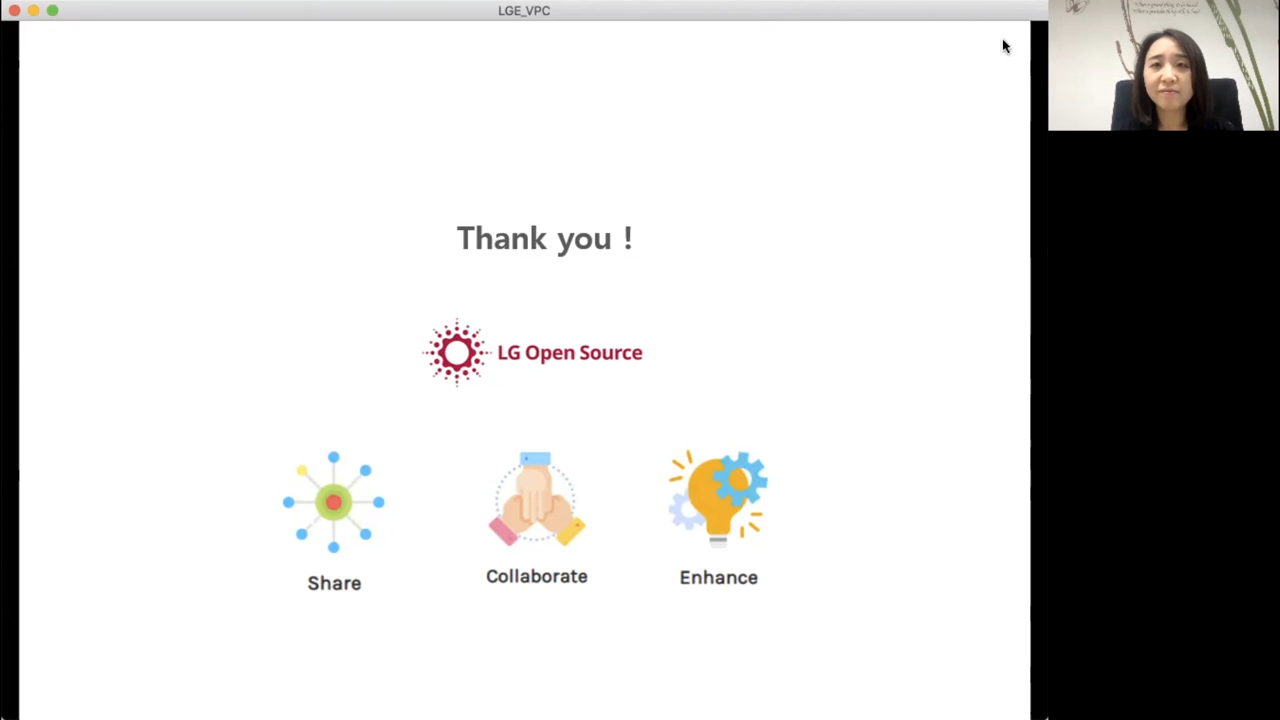 LGE_VPC
Thank you !
LG Open Source
Share
Collaborate
Enhance